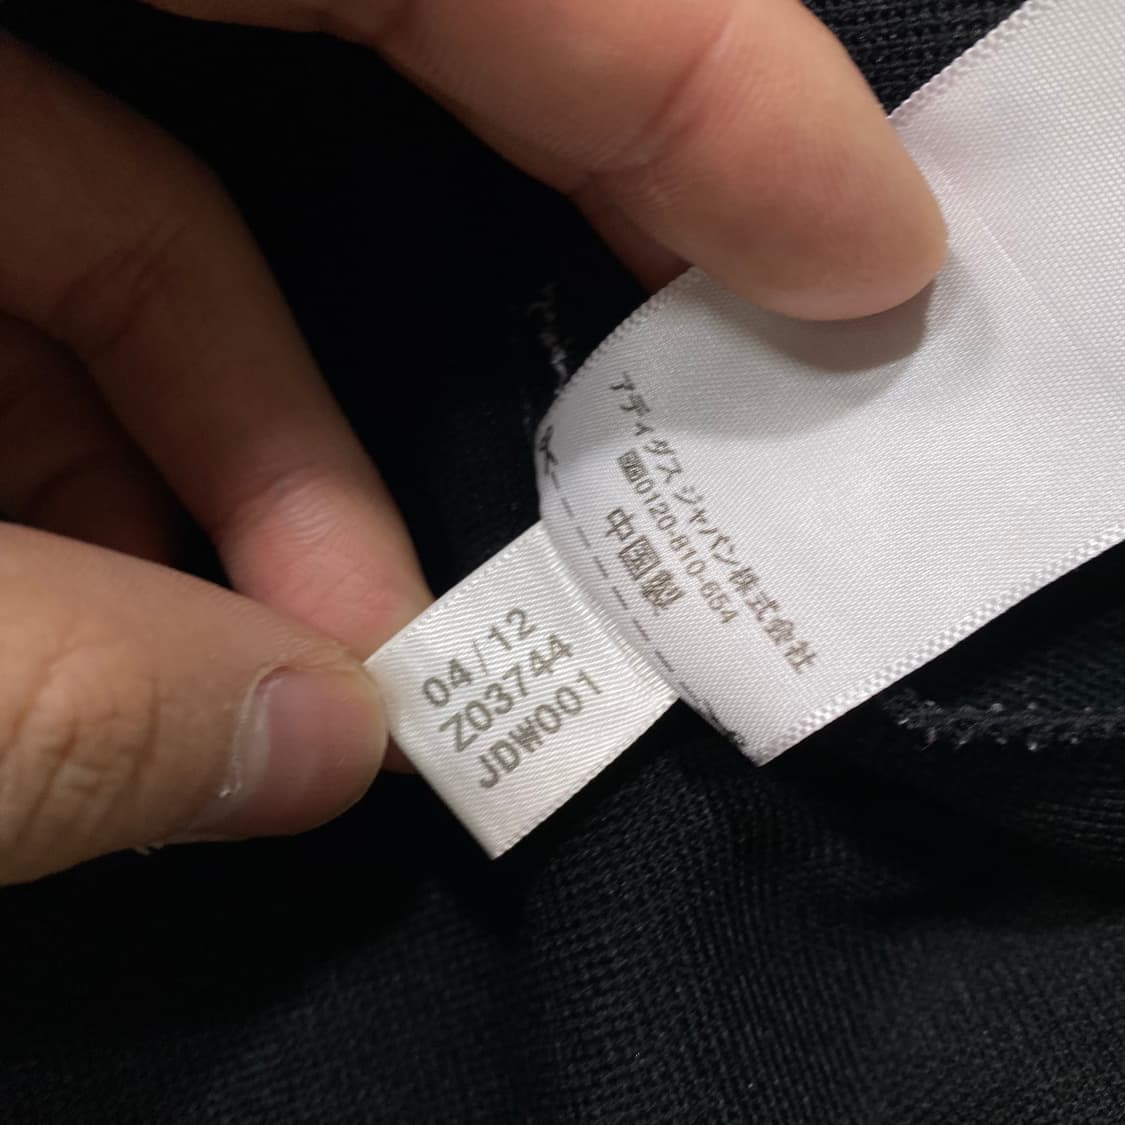 アディダス ジャパン株式会社
0120-810-654
中国製
04/12
Z03744
JDW001